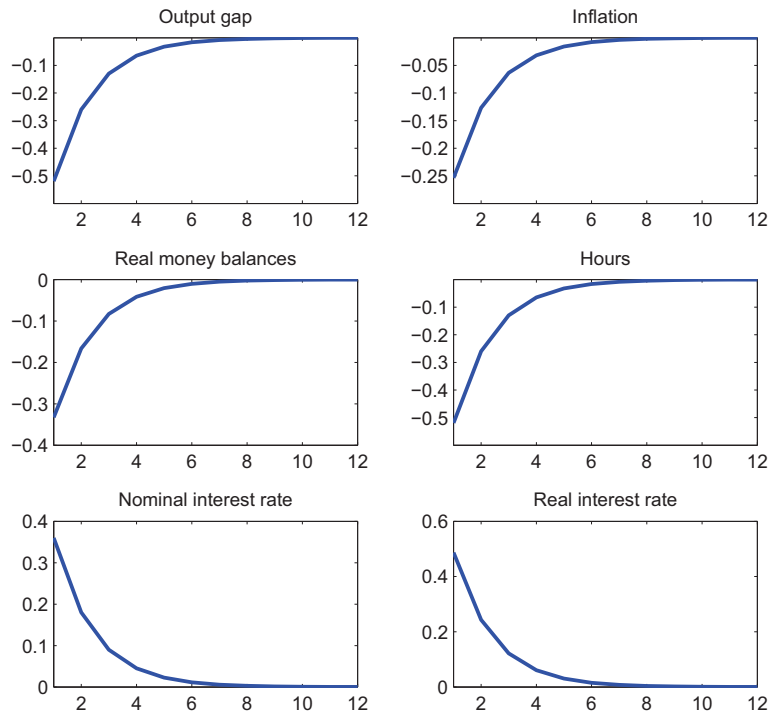 Output gap
−0.1
−0.2
−0.3
−0.4
−0.5
2 4 6 8 10 12
Inflation
−0.05
−0.1
−0.15
−0.2
−0.25
2 4 6 8 10 12
Real money balances
0
−0.1
−0.2
−0.3
−0.4
2 4 6 8 10 12
Hours
−0.1
−0.2
−0.3
−0.4
−0.5
2 4 6 8 10 12
Nominal interest rate
0.4
0.3
0.2
0.1
0
2 4 6 8 10 12
Real interest rate
0.6
0.4
0.2
0
2 4 6 8 10 12